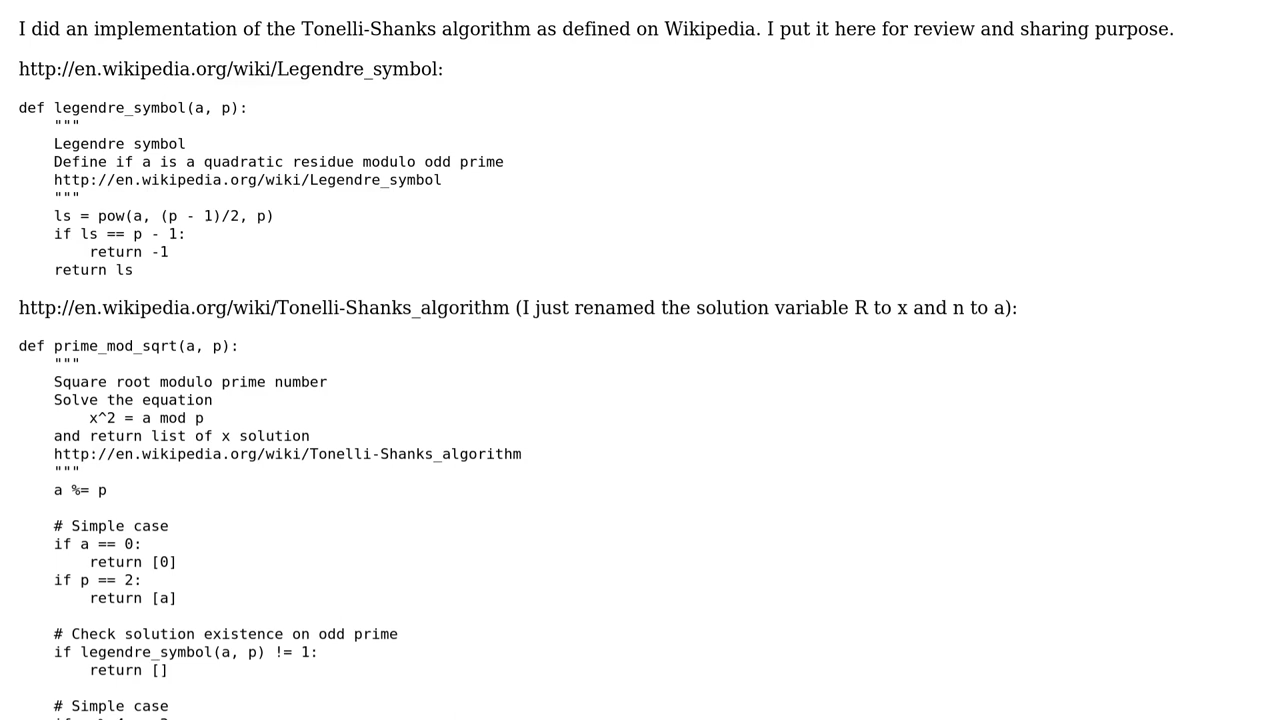 I did an implementation of the Tonelli-Shanks algorithm as defined on Wikipedia. I put it here for review and sharing purpose.
http://en.wikipedia.org/wiki/Legendre_symbol:
def legendre_symbol(a, p):
    """
    Legendre symbol
    Define if a is a quadratic residue modulo odd prime
    http://en.wikipedia.org/wiki/Legendre_symbol
    """
    ls = pow(a, (p - 1)/2, p)
    if ls == p - 1:
        return -1
    return ls
http://en.wikipedia.org/wiki/Tonelli-Shanks_algorithm (I just renamed the solution variable R to x and n to a):
def prime_mod_sqrt(a, p):
    """
    Square root modulo prime number
    Solve the equation
        x^2 = a mod p
    and return list of x solution
    http://en.wikipedia.org/wiki/Tonelli-Shanks_algorithm
    """
    a %= p
    # Simple case
    if a == 0:
        return [0]
    if p == 2:
        return [a]
    # Check solution existence on odd prime
    if legendre_symbol(a, p) != 1:
        return []
    # Simple case